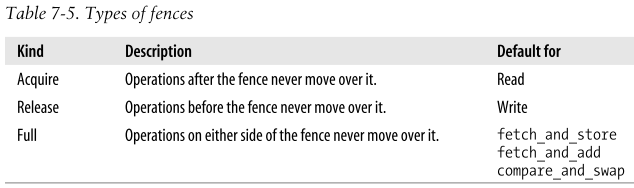 Table 7-5. Types of fences
Kind Description Default for
Acquire Operations after the fence never move over it. Read
Release Operations before the fence never move over it. Write
Full Operations on either side of the fence never move over it. fetch_and_store
fetch_and_add
compare_and_swap